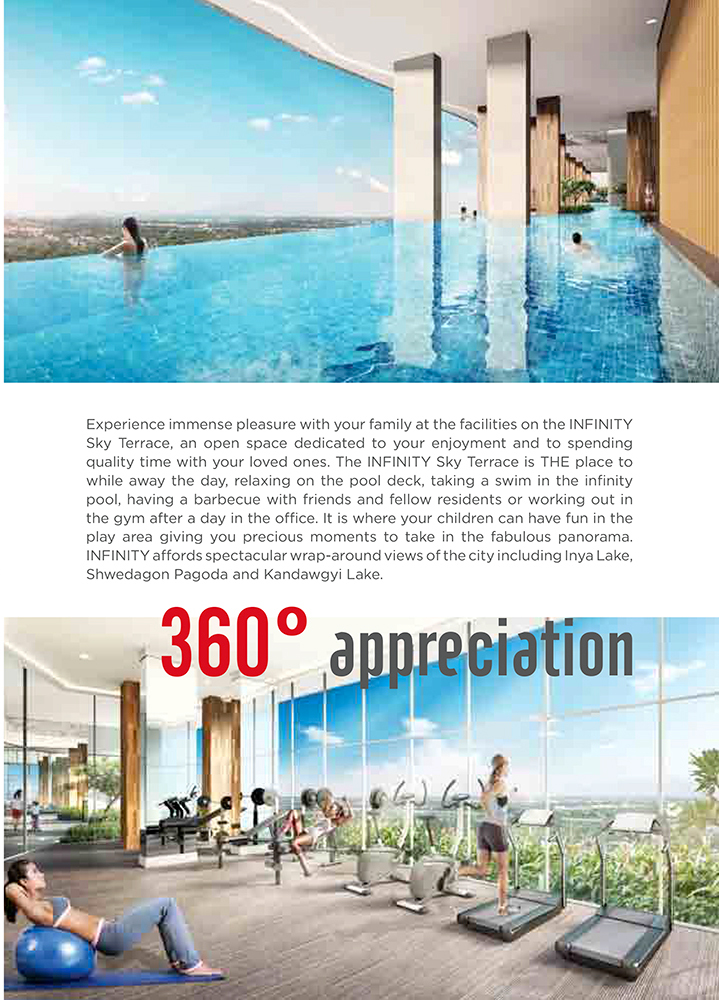 Experience immense pleasure with your family at the facilities on the INFINITY
Sky Terrace, an open space dedicated to your enjoyment and to spending
quality time with your loved ones. The INFINITY Sky Terrace is THE place to
while away the day, relaxing on the pool deck, taking a swim in the infinity
pool, having a barbecue with friends and fellow residents or working out in
the gym after a day in the office. It is where your children can have fun in the
play area giving you precious moments to take in the fabulous panorama.
INFINITY affords spectacular wrap-around views of the city including Inya Lake,
Shwedagon Pagoda and Kandawgyi Lake.
360° appreciation